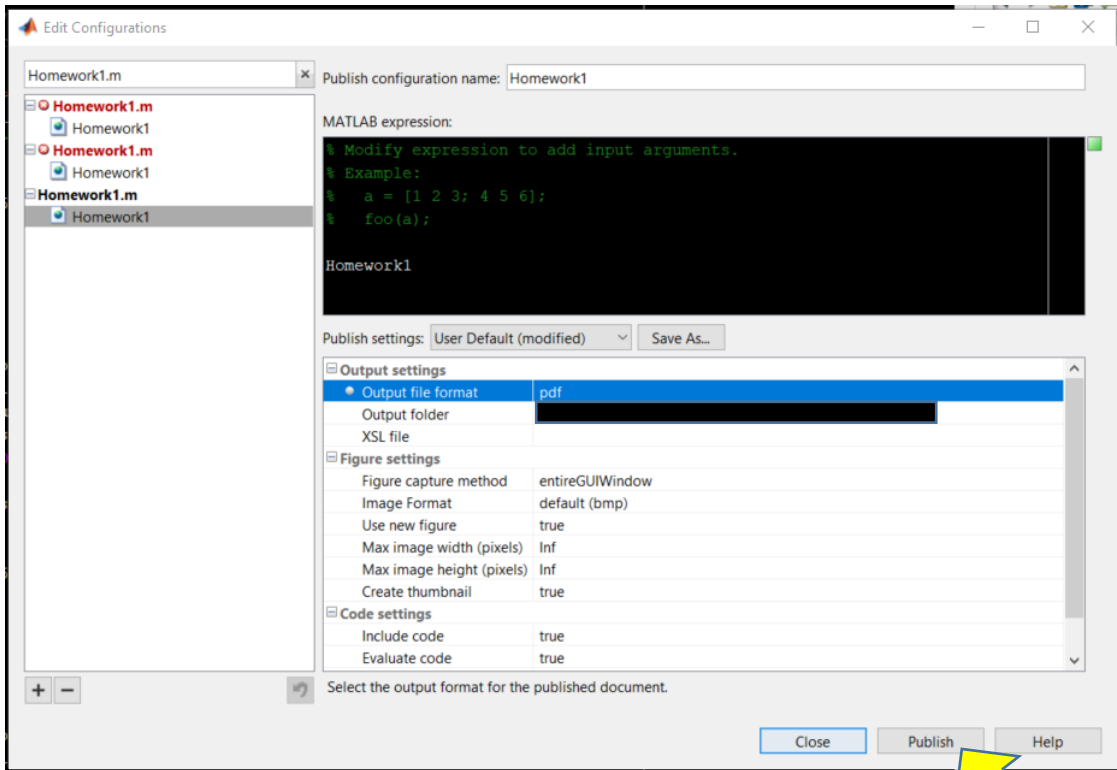 Edit Configurations
Homework1.m
Publish configuration name: Homework1
Homework1.m
Homework1
Homework1.m
Homework1
Homework1.m
Homework1
MATLAB expression:
% Modify expression to add input arguments.
% Example:
%   a = [1 2 3; 4 5 6];
%   foo(a);
Homework1
Publish settings: User Default (modified) Save As...
Output settings
Output file format pdf
Output folder
XSL file
Figure settings
Figure capture method entireGUIWindow
Image Format default (bmp)
Use new figure true
Max image width (pixels) Inf
Max image height (pixels) Inf
Create thumbnail true
Code settings
Include code true
Evaluate code true
Select the output format for the published document.
Close Publish Help